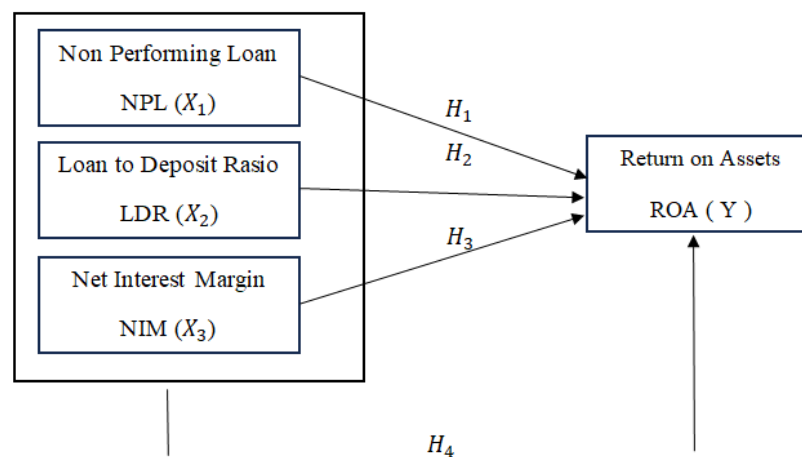 Non Performing Loan
NPL (𝑋₁)
Loan to Deposit Rasio
LDR (𝑋₂)
Net Interest Margin
NIM (𝑋₃)
𝐻₁
𝐻₂
𝐻₃
Return on Assets
ROA ( Y )
𝐻₄